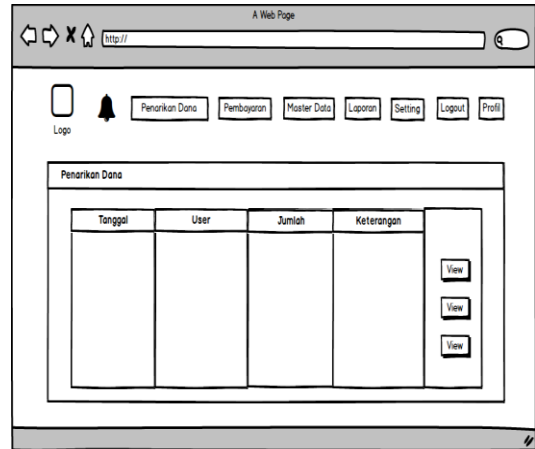 A Web Page
http://
Logo
Penarikan Dana
Pembayaran
Master Data
Laporan
Setting
Logout
Profil
Penarikan Dana
Tanggal
User
Jumlah
Keterangan
View
View
View